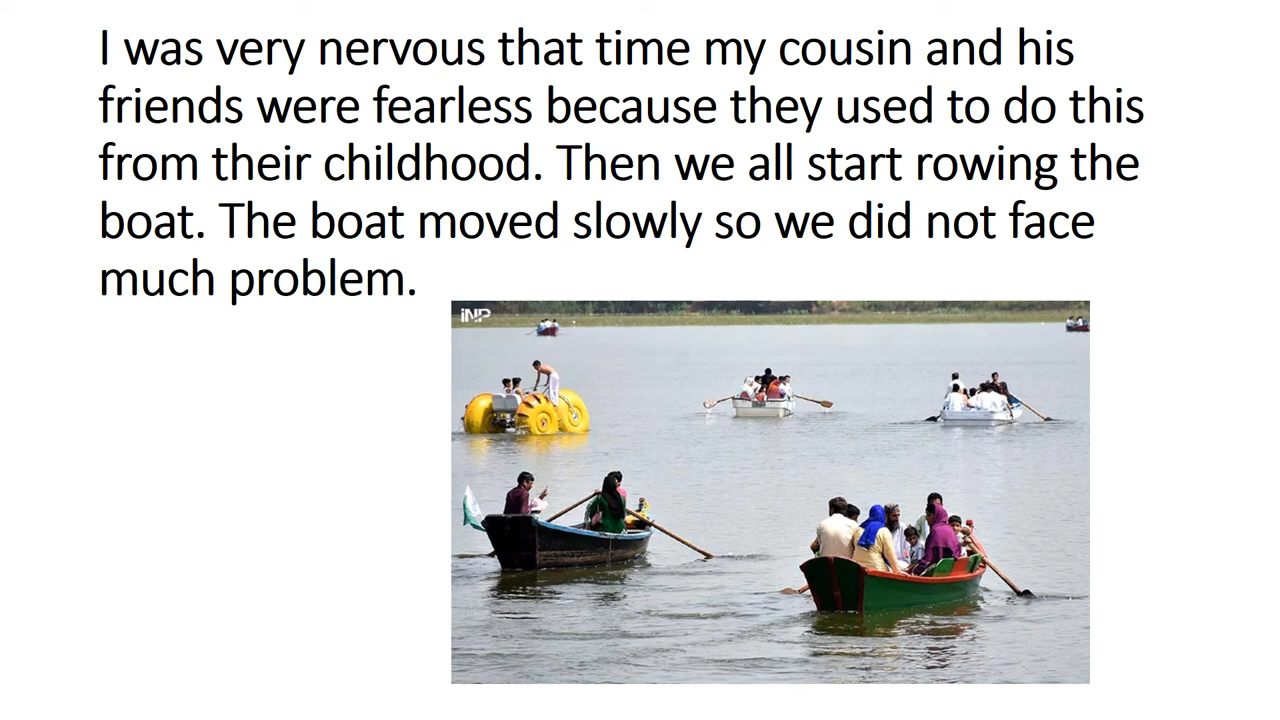 I was very nervous that time my cousin and his
friends were fearless because they used to do this
from their childhood. Then we all start rowing the
boat. The boat moved slowly so we did not face
much problem.
iNP